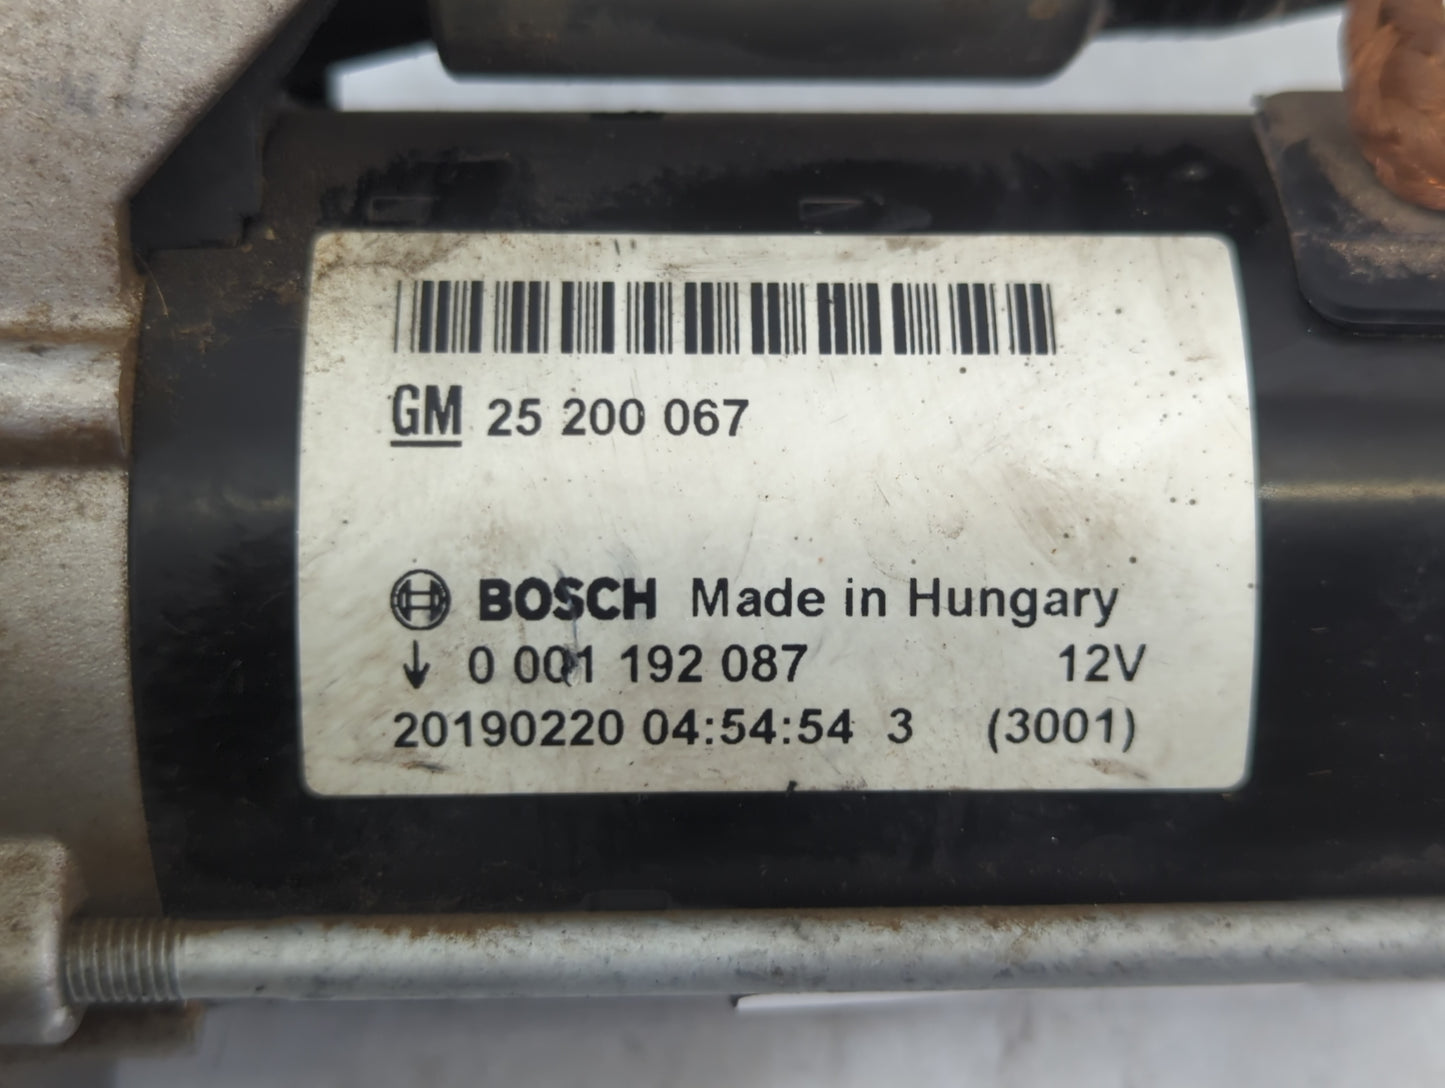 GM 25 200 067
BOSCH Made in Hungary
↓ 0 001 192 087 12V
20190220 04:54:54 3 (3001)